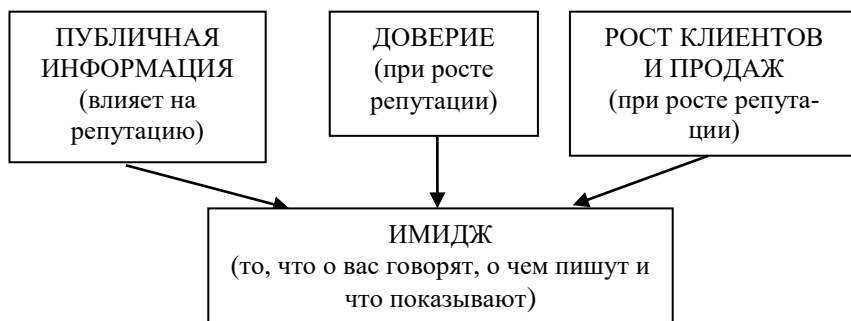 ПУБЛИЧНАЯ
ИНФОРМАЦИЯ
(влияет на
репутацию)
ДОВЕРИЕ
(при росте
репутации)
РОСТ КЛИЕНТОВ
И ПРОДАЖ
(при росте репута-
ции)
ИМИДЖ
(то, что о вас говорят, о чем пишут и
что показывают)